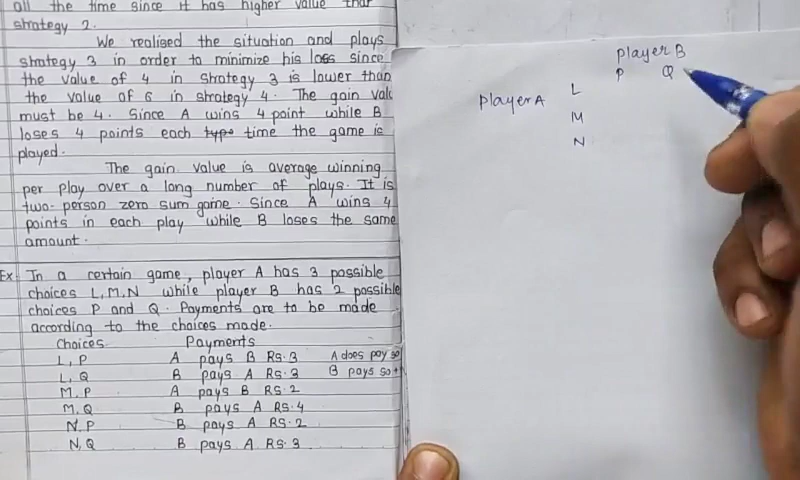 all the time since it has higher value than
strategy 2.
We realised the situation and plays
strategy 3 in order to minimize his loss since
the value of 4 in strategy 3 is lower than
the value of 6 in strategy 4. The gain valu
must be 4. Since A wins 4 point while B
loses 4 points each type time the game is
played.
The gain value is average winning
per play over a long number of plays. It is
two-person zero sum game. Since A wins 4
points in each play while B loses the same
amount.
Ex In a certain game, player A has 3 possible
choices L, M, N while player B has 2 possible
choices P and Q. Payments are to be made
according to the choices made.
Choices Payments
L, P A pays B RS. 3 A does pay so
L, Q B pays A RS. 3 B pays so
M, P A pays B RS. 2
M, Q B pays A RS. 4
N, P B pays A RS. 2
N, Q B pays A RS. 3
player B
P Q
player A L
M
N